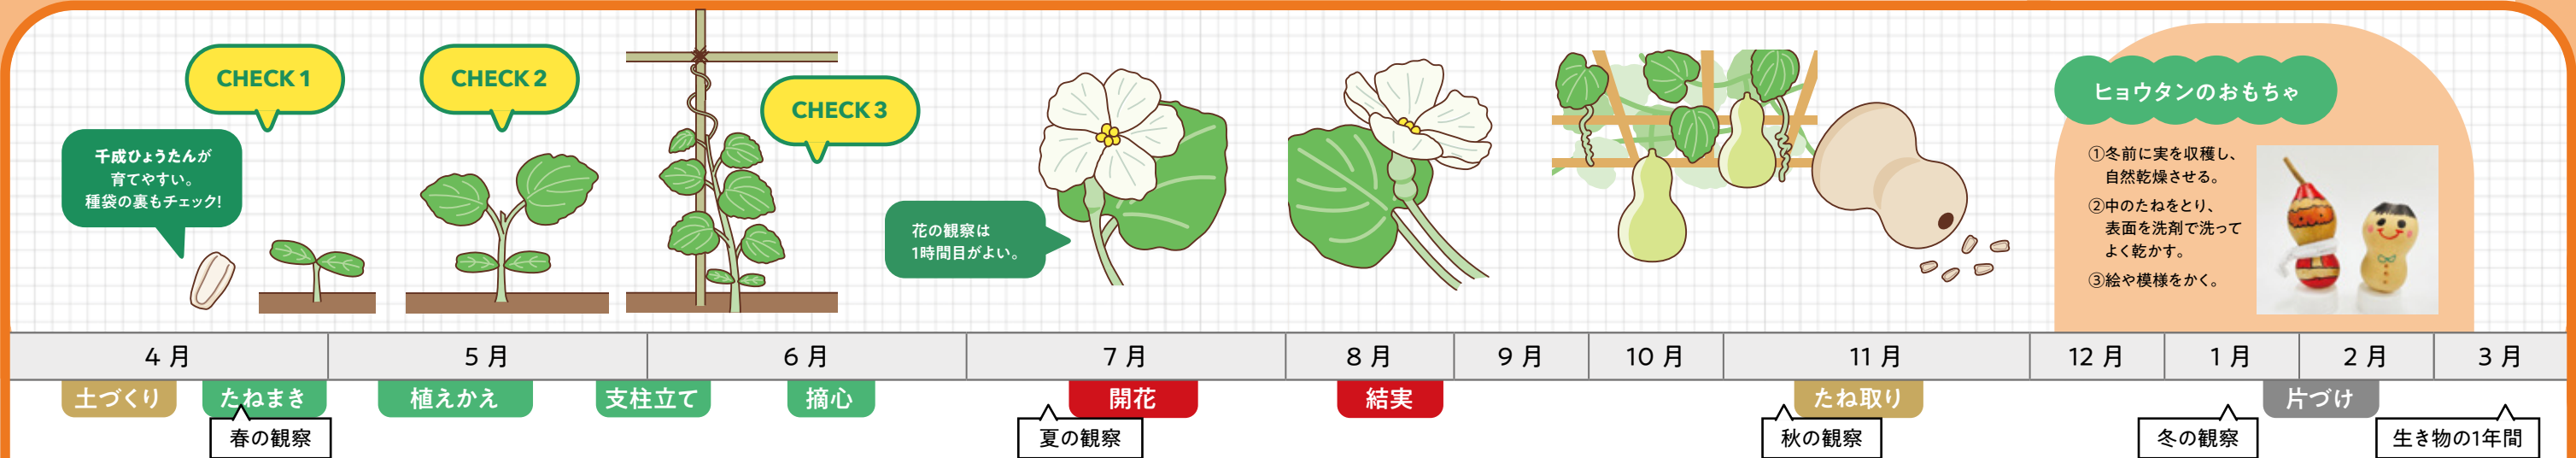 CHECK 1
CHECK 2
CHECK 3
千成ひょうたんが
育てやすい。
種袋の裏もチェック!
花の観察は
1時間目がよい。
ヒョウタンのおもちゃ
①冬前に実を収穫し、
自然乾燥させる。
②中のたねをとり、
表面を洗剤で洗って
よく乾かす。
③絵や模様をかく。
4月 5月 6月 7月 8月 9月 10月 11月 12月 1月 2月 3月
土づくり たねまき 植えかえ 支柱立て 摘心 開花 結実 たね取り 片づけ
春の観察 夏の観察 秋の観察 冬の観察 生き物の1年間